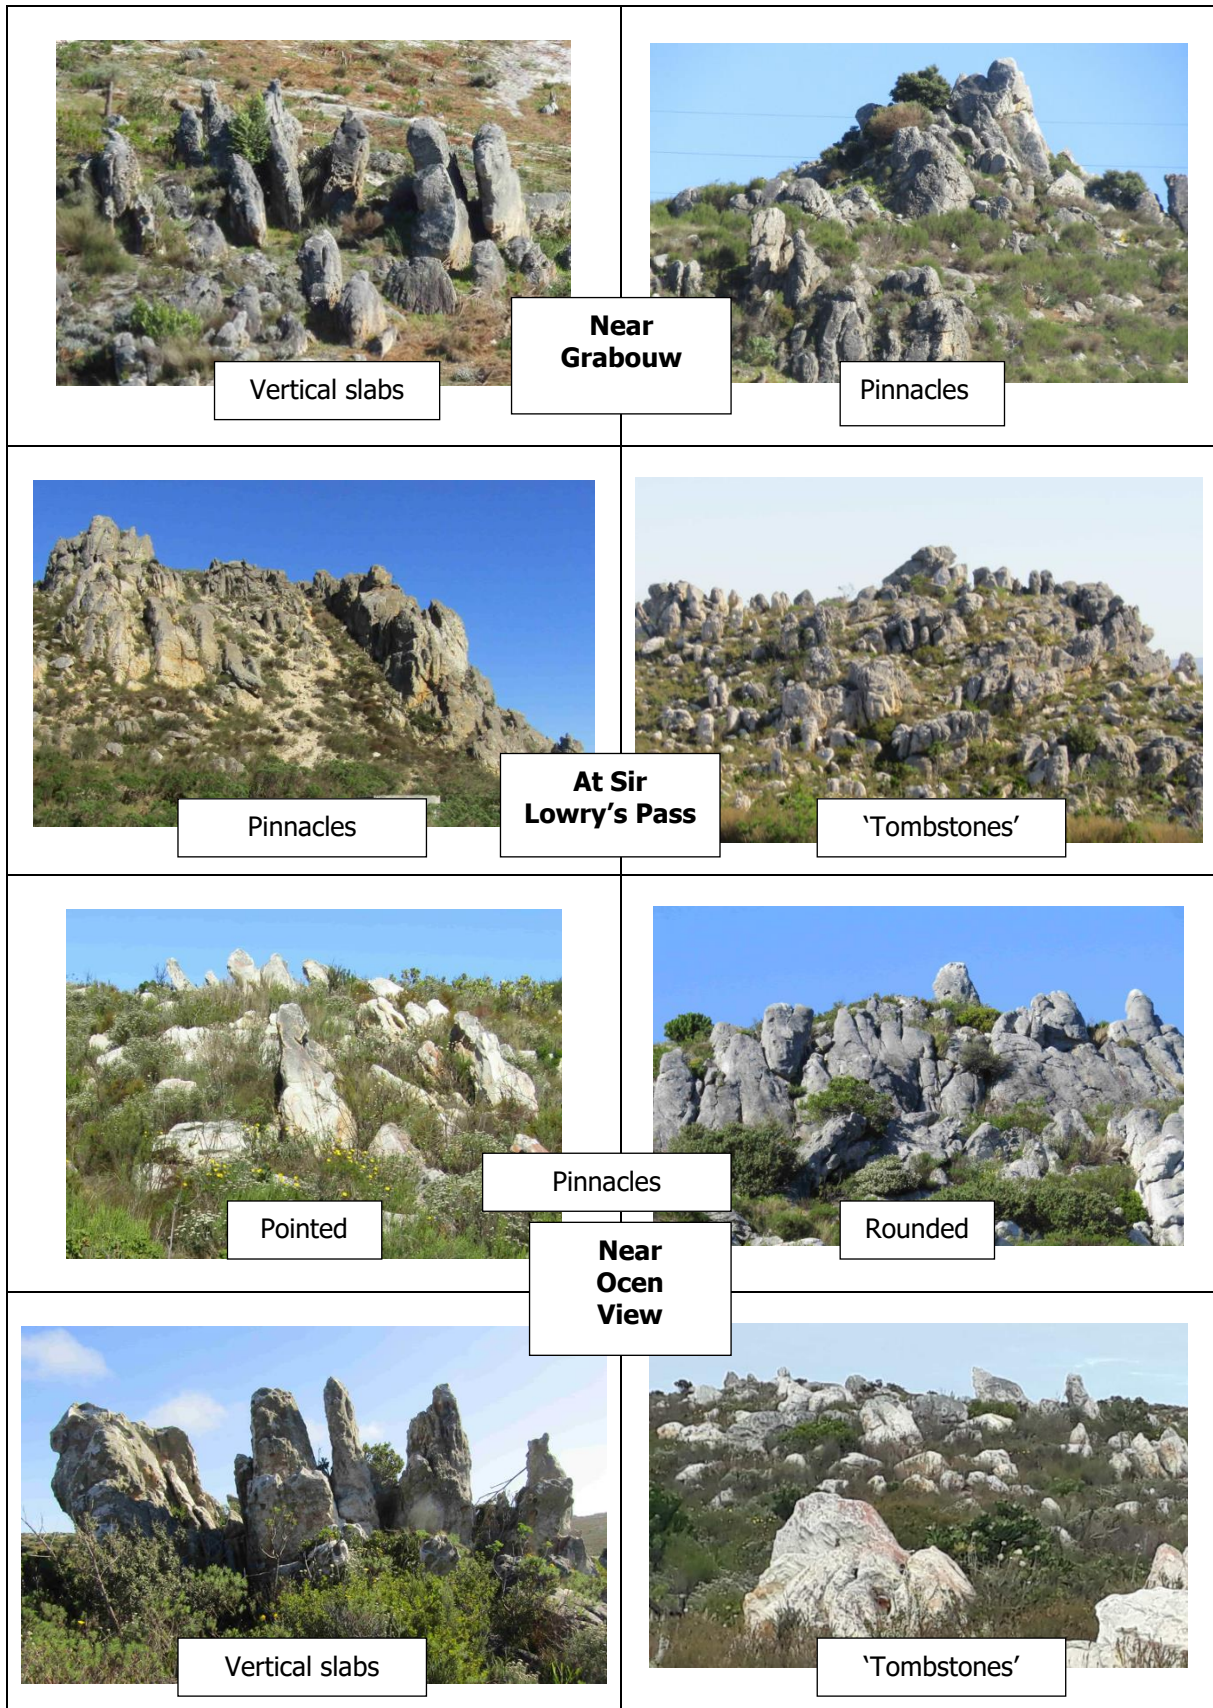 Near
Grabouw
Vertical slabs
Pinnacles
At Sir
Lowry’s Pass
Pinnacles
‘Tombstones’
Pinnacles
Pointed
Rounded
Near
Ocen
View
Vertical slabs
‘Tombstones’